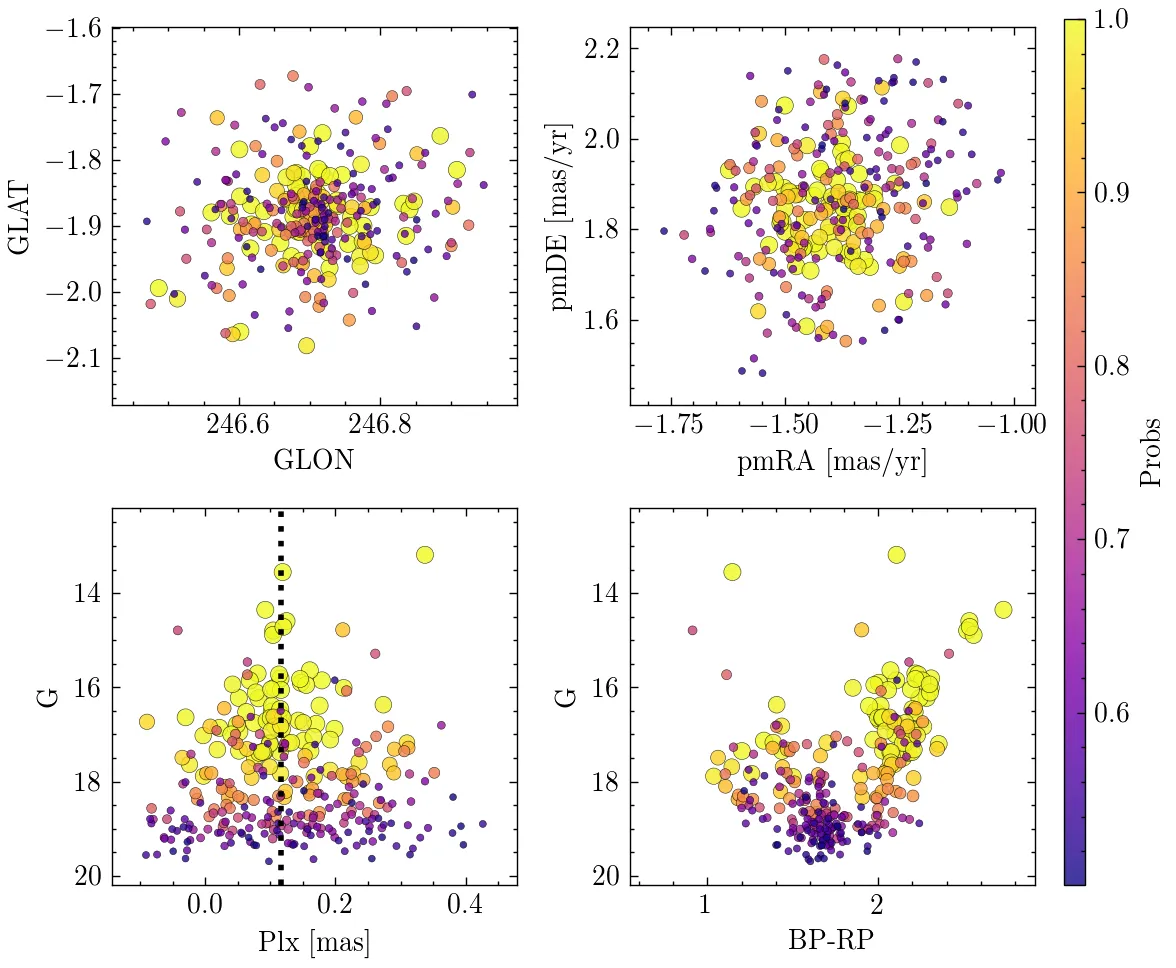 −1.6
−1.7
−1.8
−1.9
−2.0
−2.1
GLAT
246.6 246.8
GLON
2.2
2.0
1.8
1.6
pmDE [mas/yr]
−1.75 −1.50 −1.25 −1.00
pmRA [mas/yr]
14
16
18
20
G
0.0 0.2 0.4
Plx [mas]
14
16
18
20
G
1 2
BP-RP
1.0
0.9
0.8
0.7
0.6
Probs